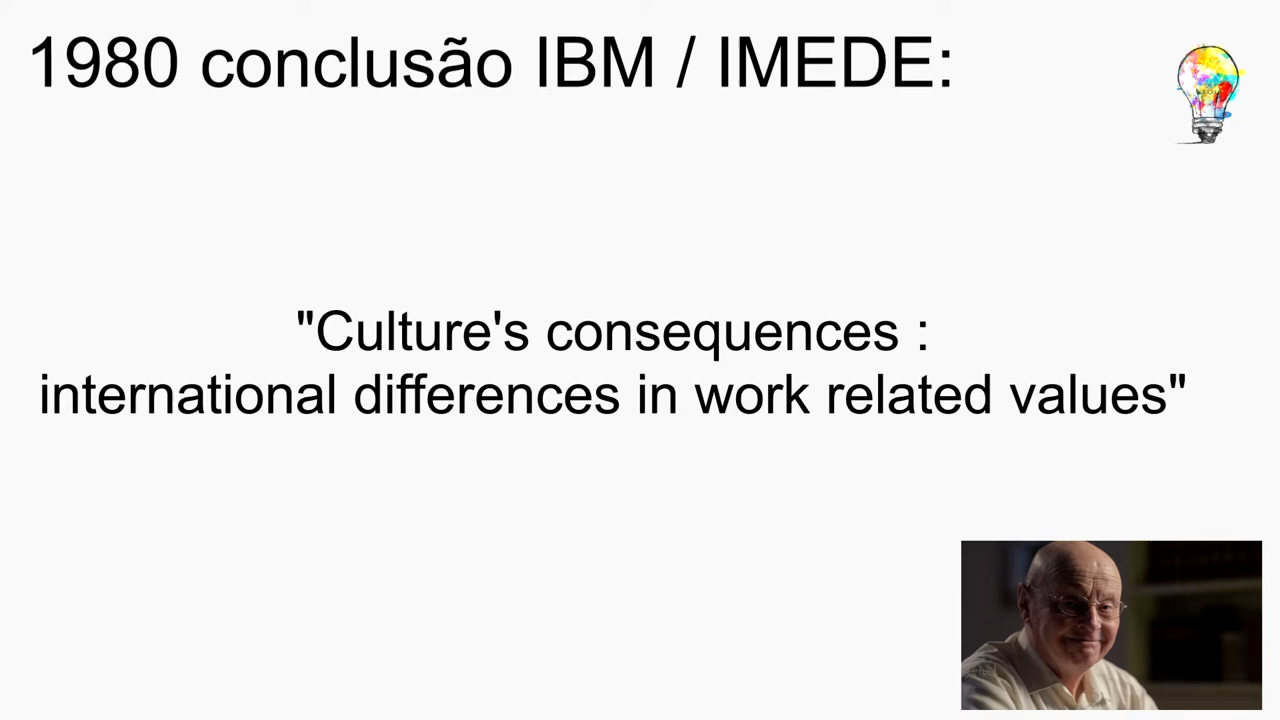 1980 conclusão IBM / IMEDE:
"Culture's consequences :
international differences in work related values"